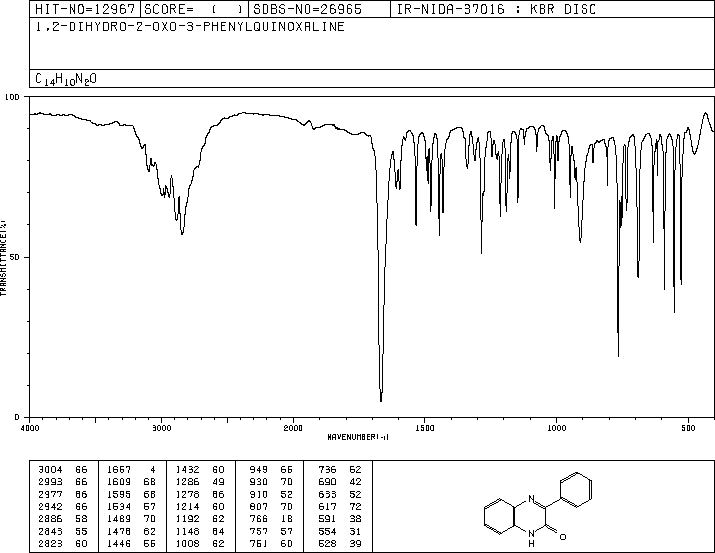 HIT-NO=12967 SCORE= ( ) SDBS-NO=26965 IR-NIDA-37016 : KBR DISC
1,2-DIHYDRO-2-OXO-3-PHENYLQUINOXALINE
C14H10N2O
100
TRANSMITTANCE(%)
50
0
4000 3000 2000 1500 1000 500
WAVENUMBER(-1)
3004 66 1667 4 1432 60 949 66 736 62
2993 66 1609 68 1286 49 930 70 690 42
2977 66 1595 68 1278 66 910 52 633 52
2942 66 1534 57 1214 60 807 70 617 72
2886 58 1489 70 1192 62 766 18 591 38
2843 55 1478 62 1148 64 757 57 554 31
2823 60 1446 55 1008 62 751 60 528 39
N
N
H
O